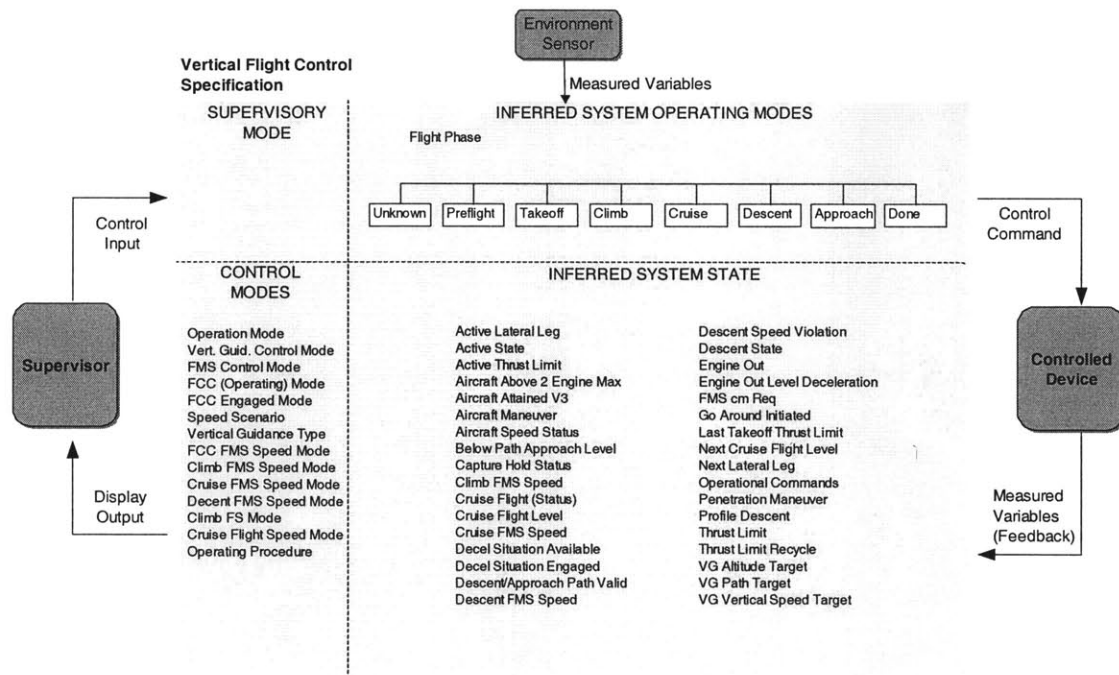 Environment
Sensor
Vertical Flight Control
Specification
Measured Variables
SUPERVISORY
MODE
INFERRED SYSTEM OPERATING MODES
Flight Phase
Unknown
Preflight
Takeoff
Climb
Cruise
Descent
Approach
Done
Control
Input
Control
Command
CONTROL
MODES
INFERRED SYSTEM STATE
Supervisor
Operation Mode
Vert. Guid. Control Mode
FMS Control Mode
FCC (Operating) Mode
FCC Engaged Mode
Speed Scenario
Vertical Guidance Type
FCC FMS Speed Mode
Climb FMS Speed Mode
Cruise FMS Speed Mode
Decent FMS Speed Mode
Climb FS Mode
Cruise Flight Speed Mode
Operating Procedure
Active Lateral Leg
Active State
Active Thrust Limit
Aircraft Above 2 Engine Max
Aircraft Attained V3
Aircraft Maneuver
Aircraft Speed Status
Below Path Approach Level
Capture Hold Status
Climb FMS Speed
Cruise Flight (Status)
Cruise Flight Level
Cruise FMS Speed
Decel Situation Available
Decel Situation Engaged
Descent/Approach Path Valid
Descent FMS Speed
Descent Speed Violation
Descent State
Engine Out
Engine Out Level Deceleration
FMS cm Req
Go Around Initiated
Last Takeoff Thrust Limit
Next Cruise Flight Level
Next Lateral Leg
Operational Commands
Penetration Maneuver
Profile Descent
Thrust Limit
Thrust Limit Recycle
VG Altitude Target
VG Path Target
VG Vertical Speed Target
Controlled
Device
Display
Output
Measured
Variables
(Feedback)